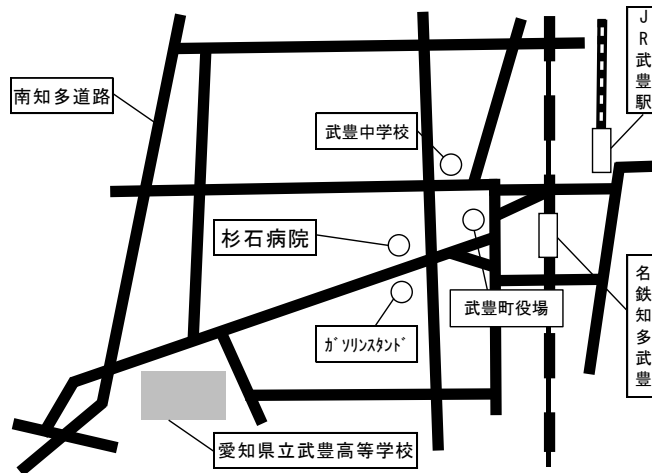 JR武豊駅
南知多道路
武豊中学校
杉石病院
武豊町役場
名鉄知多武豊
ｶﾞｿﾘﾝｽﾀﾝﾄﾞ
愛知県立武豊高等学校